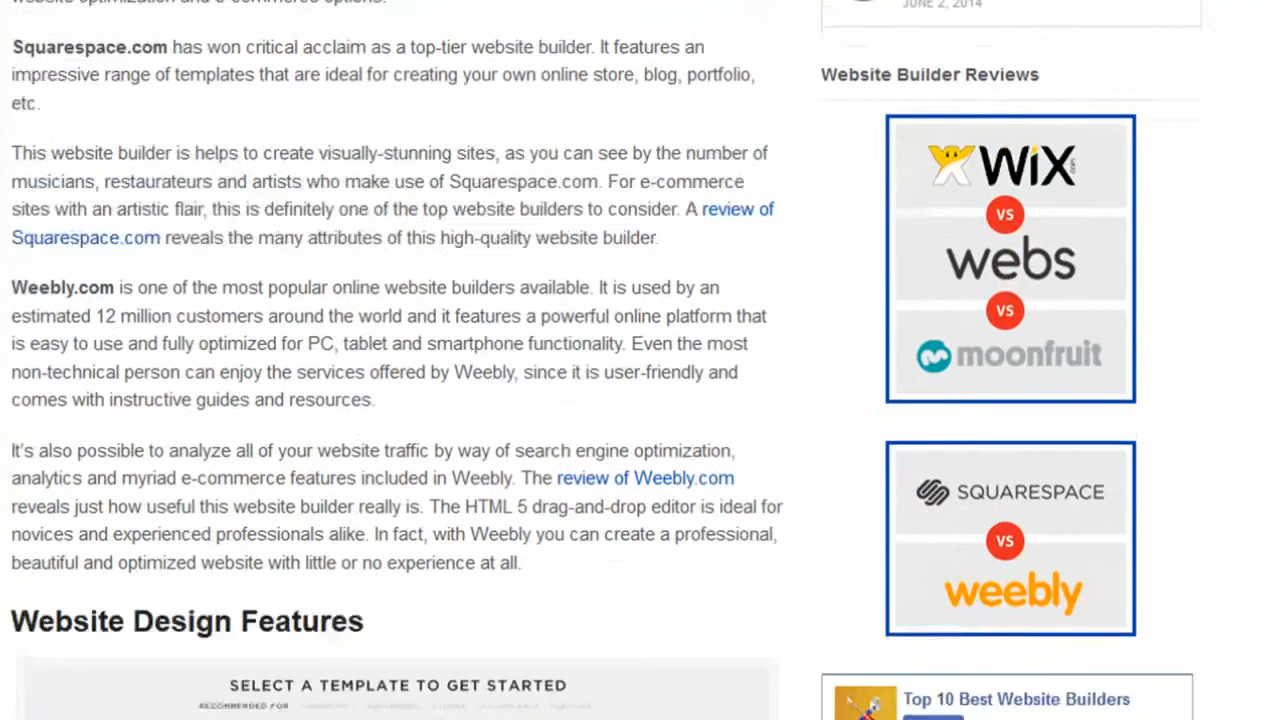 website optimization and e-commerce options.
Squarespace.com has won critical acclaim as a top-tier website builder. It features an
impressive range of templates that are ideal for creating your own online store, blog, portfolio,
etc.
This website builder is helps to create visually-stunning sites, as you can see by the number of
musicians, restaurateurs and artists who make use of Squarespace.com. For e-commerce
sites with an artistic flair, this is definitely one of the top website builders to consider. A review of
Squarespace.com reveals the many attributes of this high-quality website builder.
Weebly.com is one of the most popular online website builders available. It is used by an
estimated 12 million customers around the world and it features a powerful online platform that
is easy to use and fully optimized for PC, tablet and smartphone functionality. Even the most
non-technical person can enjoy the services offered by Weebly, since it is user-friendly and
comes with instructive guides and resources.
It's also possible to analyze all of your website traffic by way of search engine optimization,
analytics and myriad e-commerce features included in Weebly. The review of Weebly.com
reveals just how useful this website builder really is. The HTML 5 drag-and-drop editor is ideal for
novices and experienced professionals alike. In fact, with Weebly you can create a professional,
beautiful and optimized website with little or no experience at all.
Website Design Features
SELECT A TEMPLATE TO GET STARTED
RECOMMENDED FOR
JUNE 2, 2014
Website Builder Reviews
WiX.com
VS
webs
VS
moonfruit
SQUARESPACE
VS
weebly
Top 10 Best Website Builders